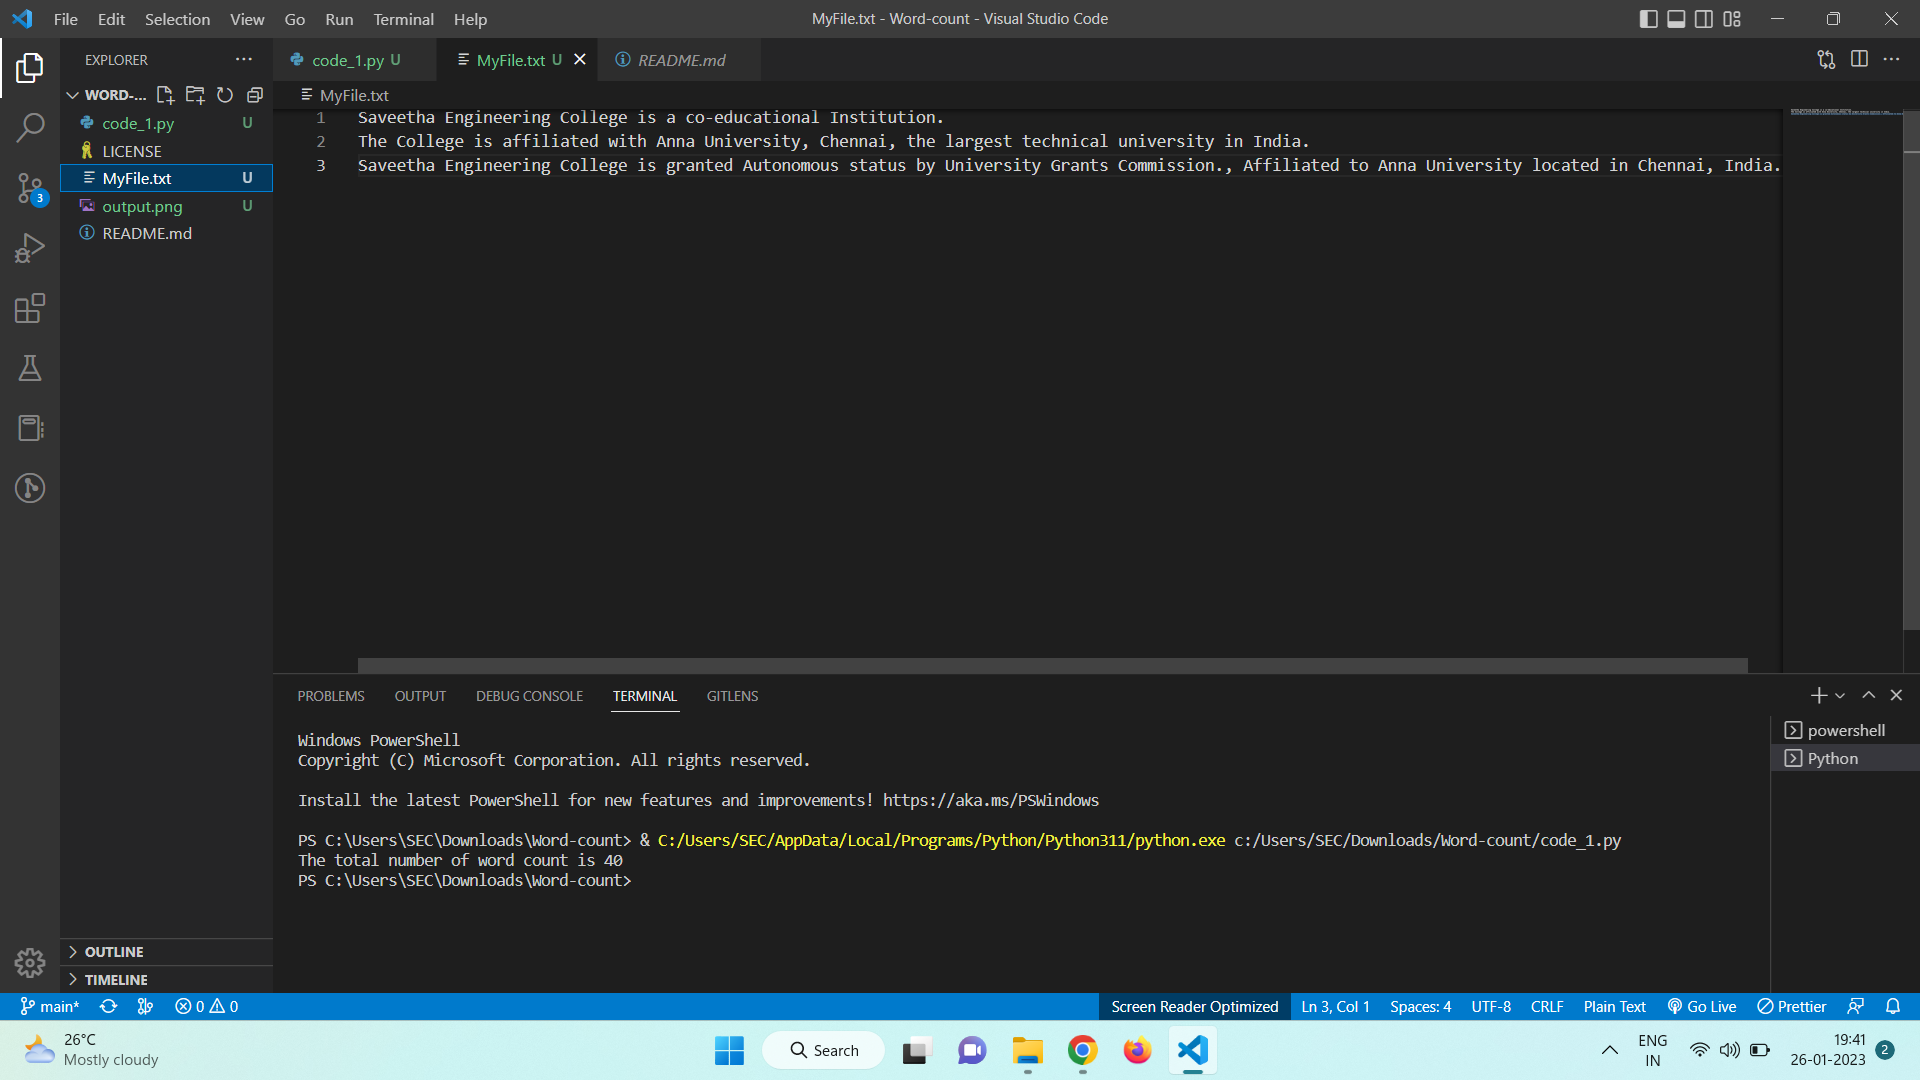 File Edit Selection View Go Run Terminal Help
MyFile.txt - Word-count - Visual Studio Code
EXPLORER
code_1.py U
MyFile.txt U
README.md
WORD-...
MyFile.txt
code_1.py U
LICENSE
MyFile.txt U
output.png U
README.md
3
1 Saveetha Engineering College is a co-educational Institution.
2 The College is affiliated with Anna University, Chennai, the largest technical university in India.
3 Saveetha Engineering College is granted Autonomous status by University Grants Commission., Affiliated to Anna University located in Chennai, India.
PROBLEMS OUTPUT DEBUG CONSOLE TERMINAL GITLENS
powershell
Python
Windows PowerShell
Copyright (C) Microsoft Corporation. All rights reserved.
Install the latest PowerShell for new features and improvements! https://aka.ms/PSWindows
PS C:\Users\SEC\Downloads\Word-count> & C:/Users/SEC/AppData/Local/Programs/Python/Python311/python.exe c:/Users/SEC/Downloads/Word-count/code_1.py
The total number of word count is 40
PS C:\Users\SEC\Downloads\Word-count>
OUTLINE
TIMELINE
main* 0 0
Screen Reader Optimized Ln 3, Col 1 Spaces: 4 UTF-8 CRLF Plain Text Go Live Prettier
26°C
Mostly cloudy
Search
ENG
IN
19:41
26-01-2023
2